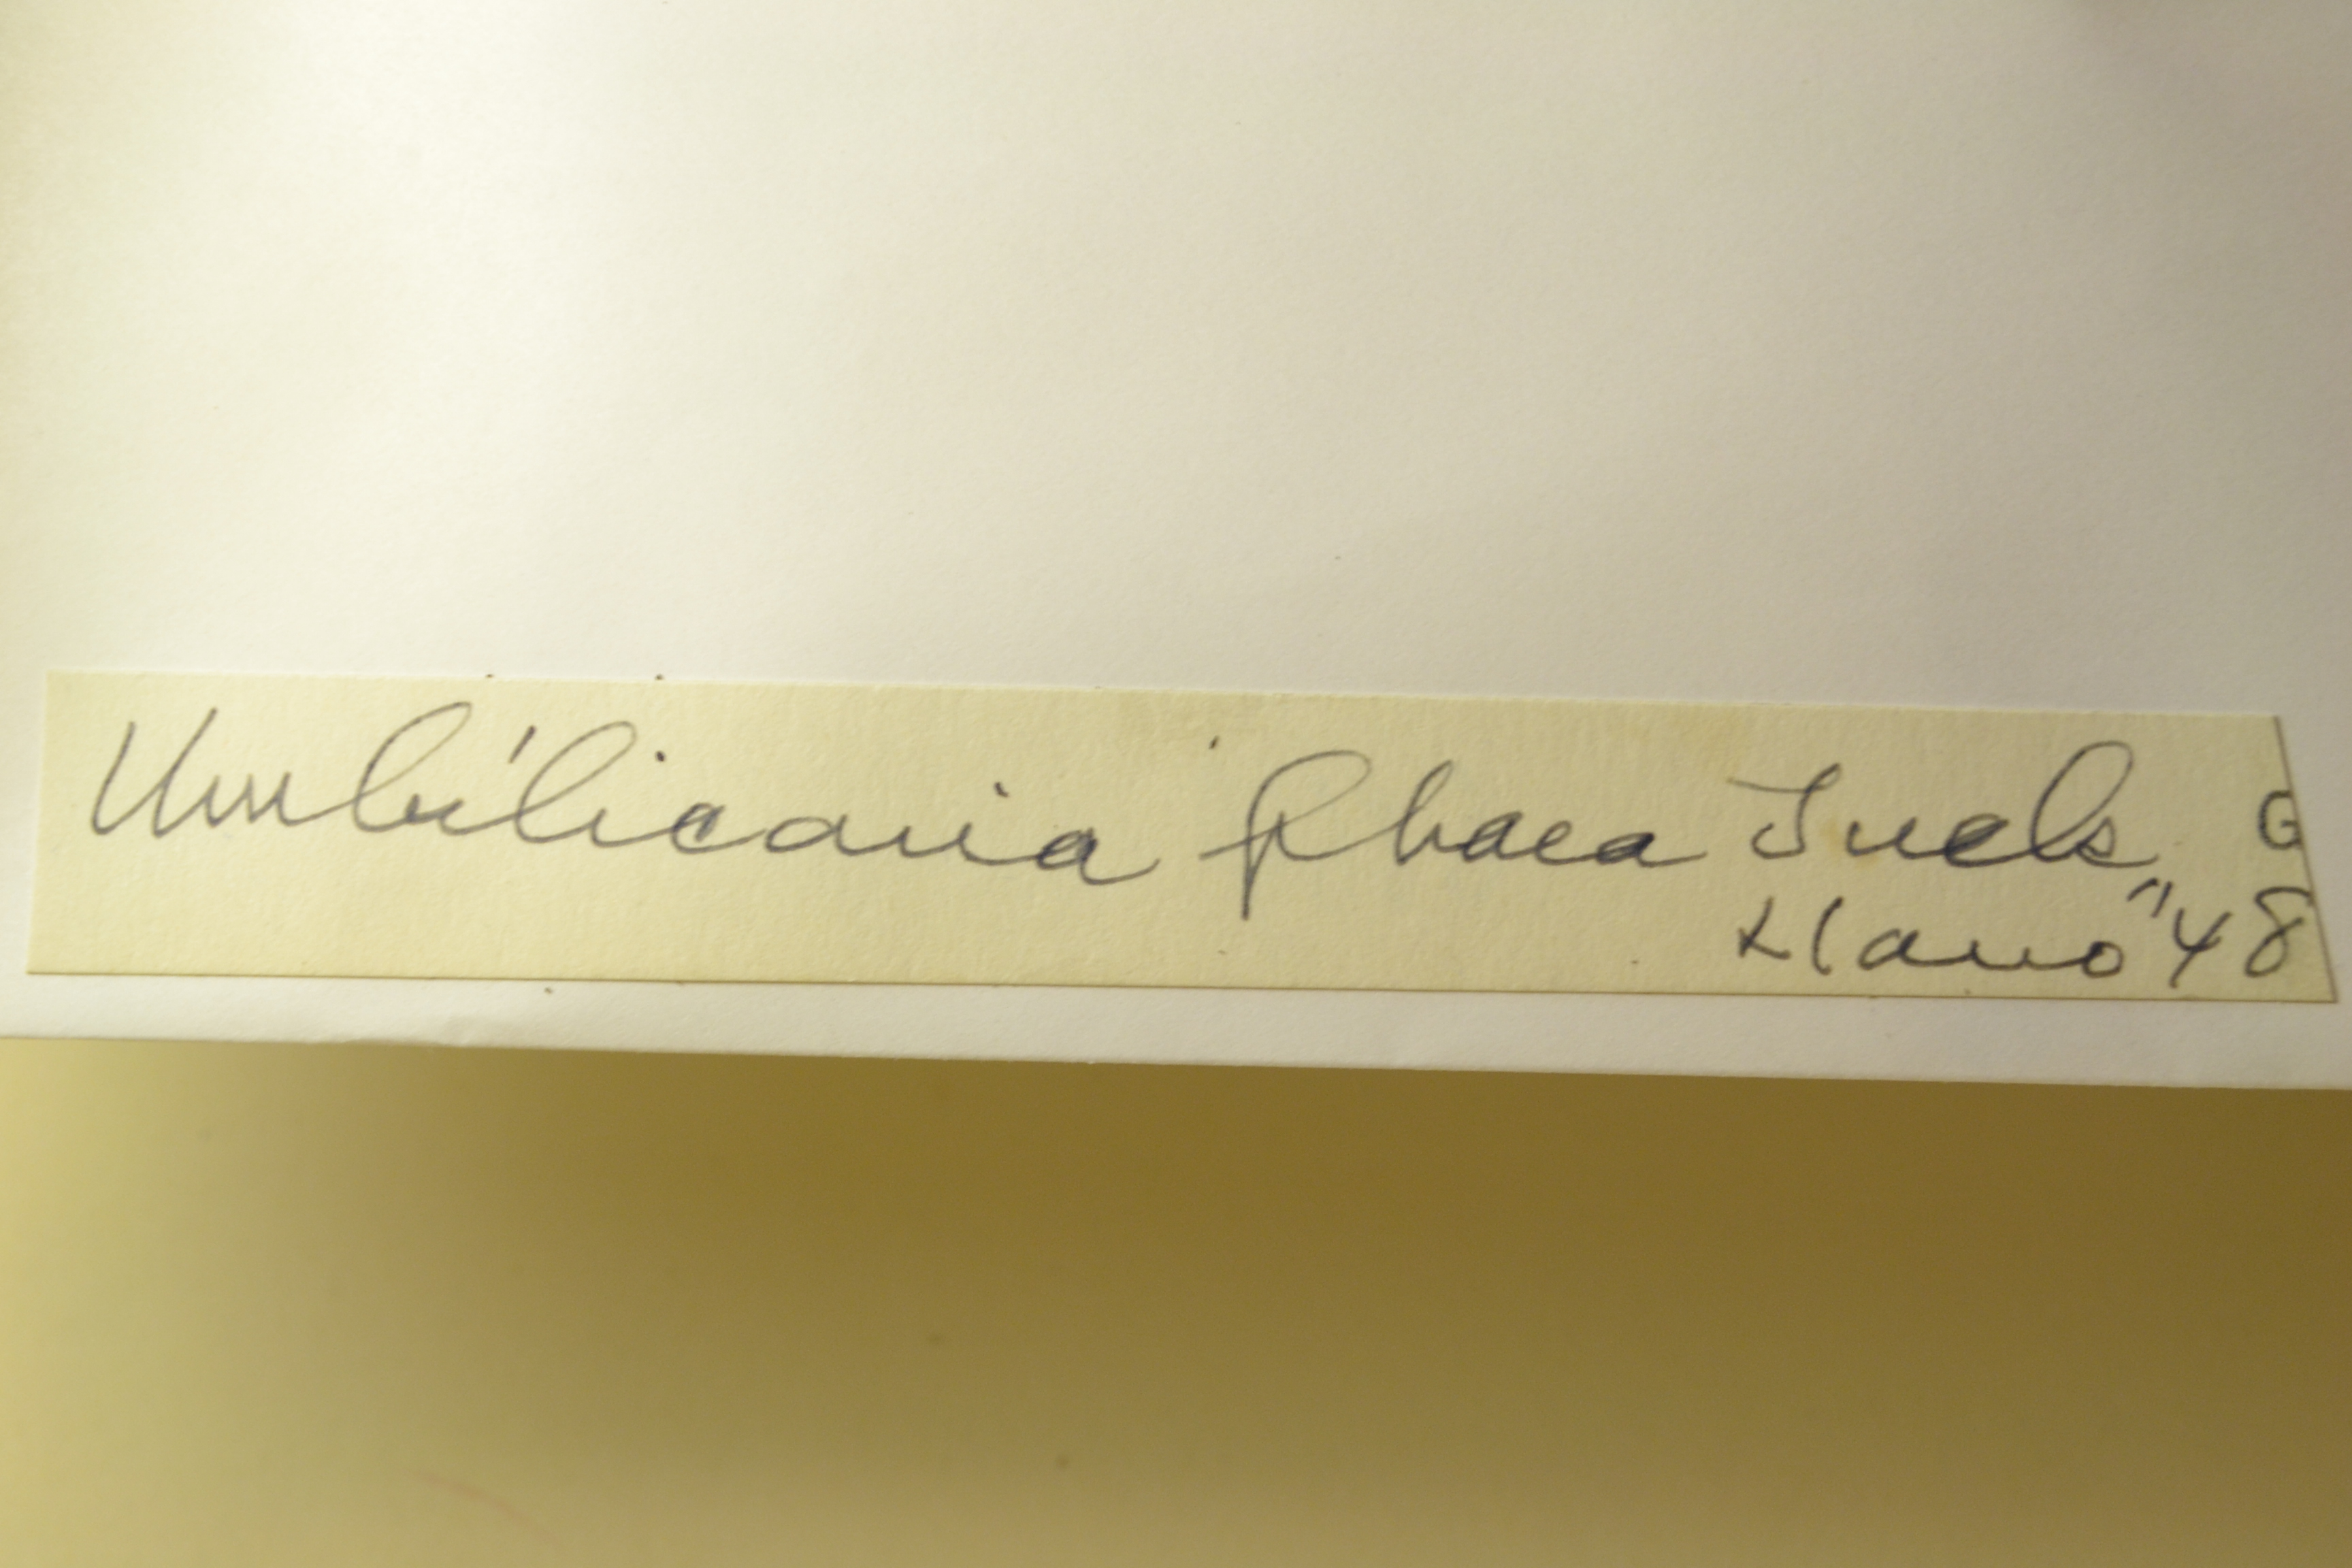 Umbilicaria phaea Tuck. G
Llano "48